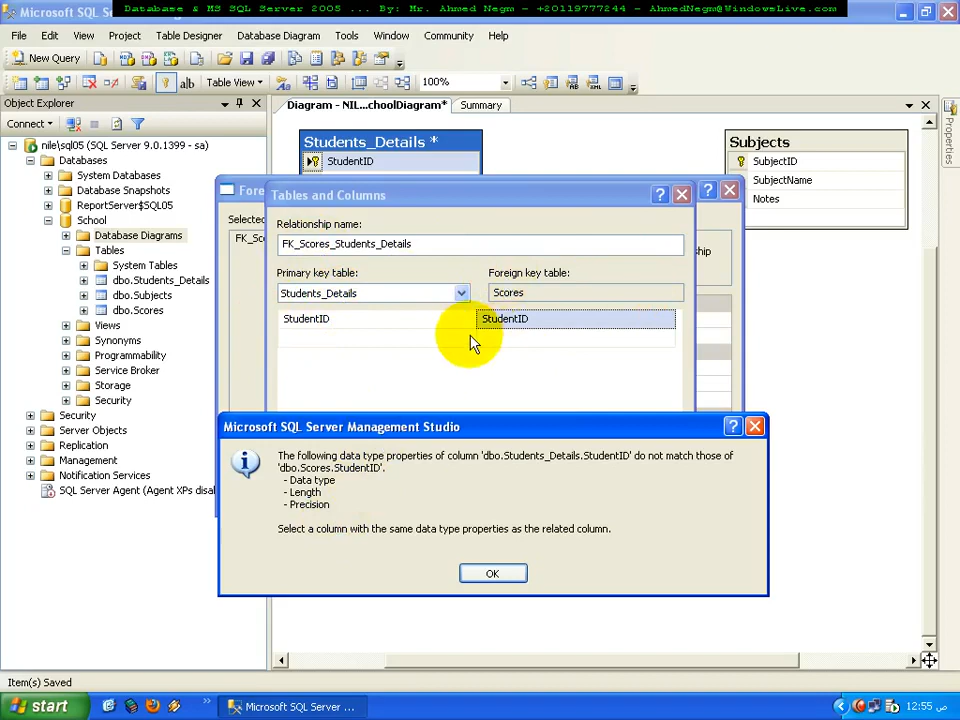 Microsoft SQL Se
Database & MS SQL Server 2005 ... By: Mr. Ahmed Negm - +20119777244 - AhmedNegm@WindowsLive.com
File Edit View Project Table Designer Database Diagram Tools Window Community Help
New Query
Table View 100%
Object Explorer
Diagram - NIL...choolDiagram* Summary
Connect
Properties
nile\sql05 (SQL Server 9.0.1399 - sa)
Databases
System Databases
Database Snapshots
ReportServer$SQL05
School
Database Diagrams
Tables
System Tables
dbo.Students_Details
dbo.Subjects
dbo.Scores
Views
Synonyms
Programmability
Service Broker
Storage
Security
Security
Server Objects
Replication
Management
Notification Services
SQL Server Agent (Agent XPs disal
Students_Details *
StudentID
Subjects
SubjectID
SubjectName
Notes
Fore
Selected
FK_Sco
hip
Tables and Columns
Relationship name:
FK_Scores_Students_Details
Primary key table: Foreign key table:
Students_Details Scores
StudentID StudentID
Microsoft SQL Server Management Studio
The following data type properties of column 'dbo.Students_Details.StudentID' do not match those of
'dbo.Scores.StudentID'.
- Data type
- Length
- Precision
Select a column with the same data type properties as the related column.
OK
Item(s) Saved
start
Microsoft SQL Server ...
12:55 ص